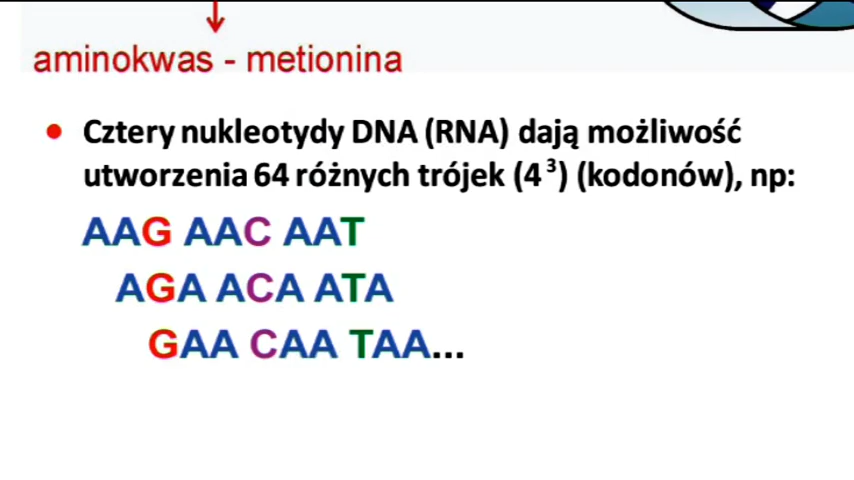 aminokwas - metionina
• Cztery nukleotydy DNA (RNA) dają możliwość
utworzenia 64 różnych trójek (4³) (kodonów), np:
AAG AAC AAT
AGA ACA ATA
GAA CAA TAA...